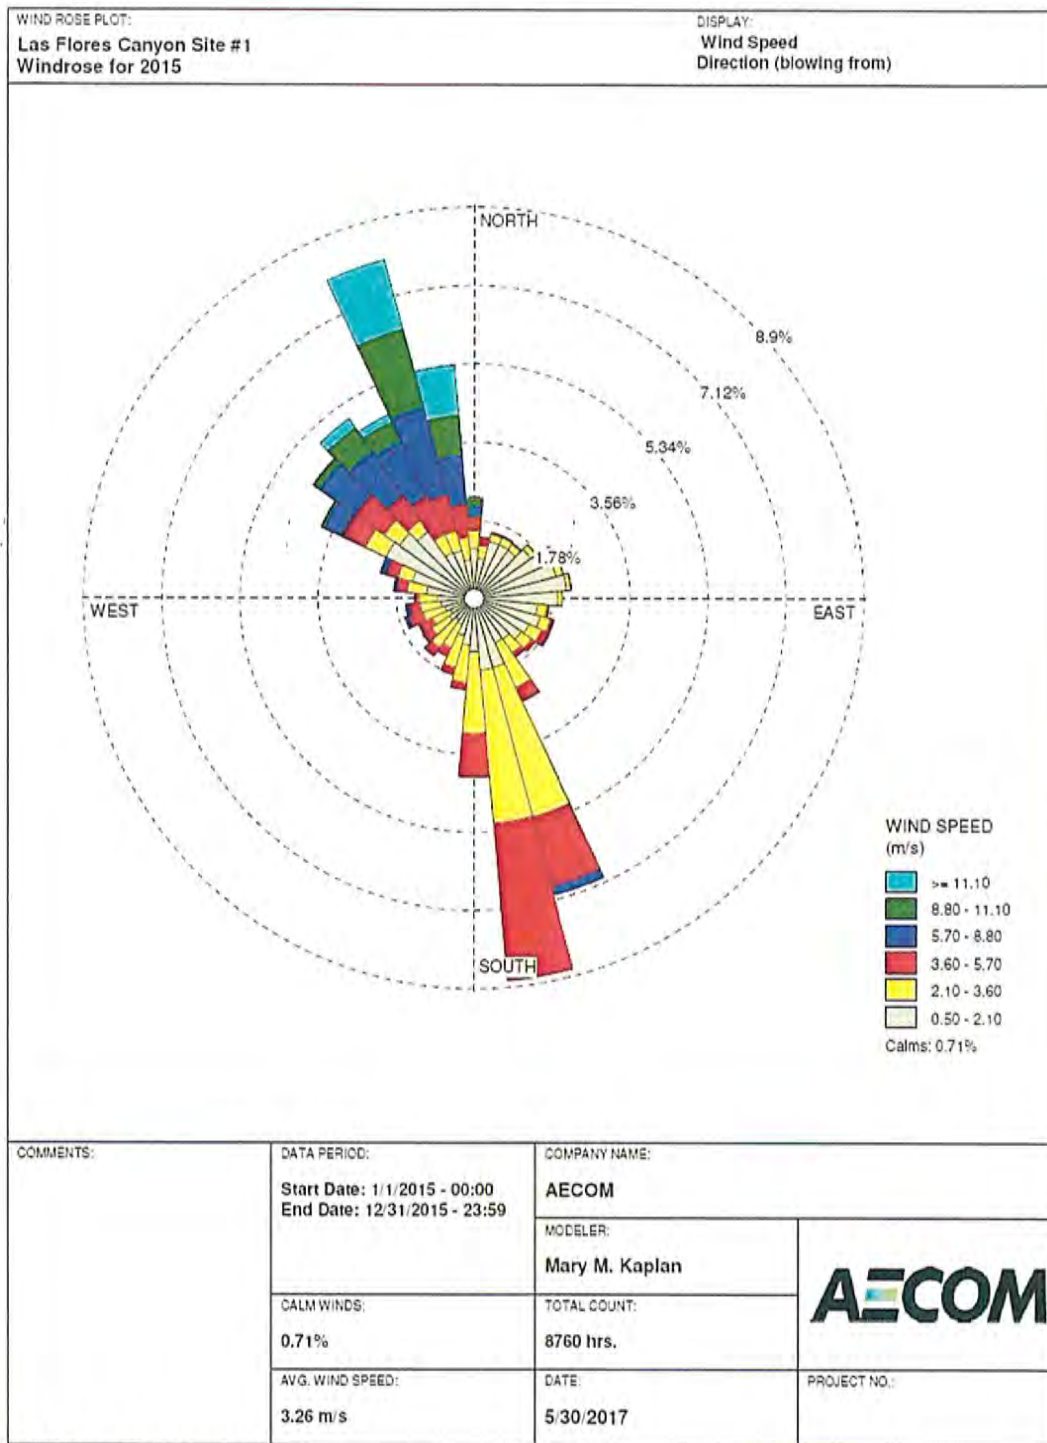 WIND ROSE PLOT:
Las Flores Canyon Site #1
Windrose for 2015
DISPLAY:
Wind Speed
Direction (blowing from)
NORTH
8.9%
7.12%
5.34%
3.56%
1.78%
WEST
EAST
SOUTH
WIND SPEED
(m/s)
>= 11.10
8.80 - 11.10
5.70 - 8.80
3.60 - 5.70
2.10 - 3.60
0.50 - 2.10
Calms: 0.71%
COMMENTS:
DATA PERIOD:
Start Date: 1/1/2015 - 00:00
End Date: 12/31/2015 - 23:59
COMPANY NAME:
AECOM
MODELER:
Mary M. Kaplan
CALM WINDS:
0.71%
TOTAL COUNT:
8760 hrs.
AECOM
AVG. WIND SPEED:
3.26 m/s
DATE:
5/30/2017
PROJECT NO.: